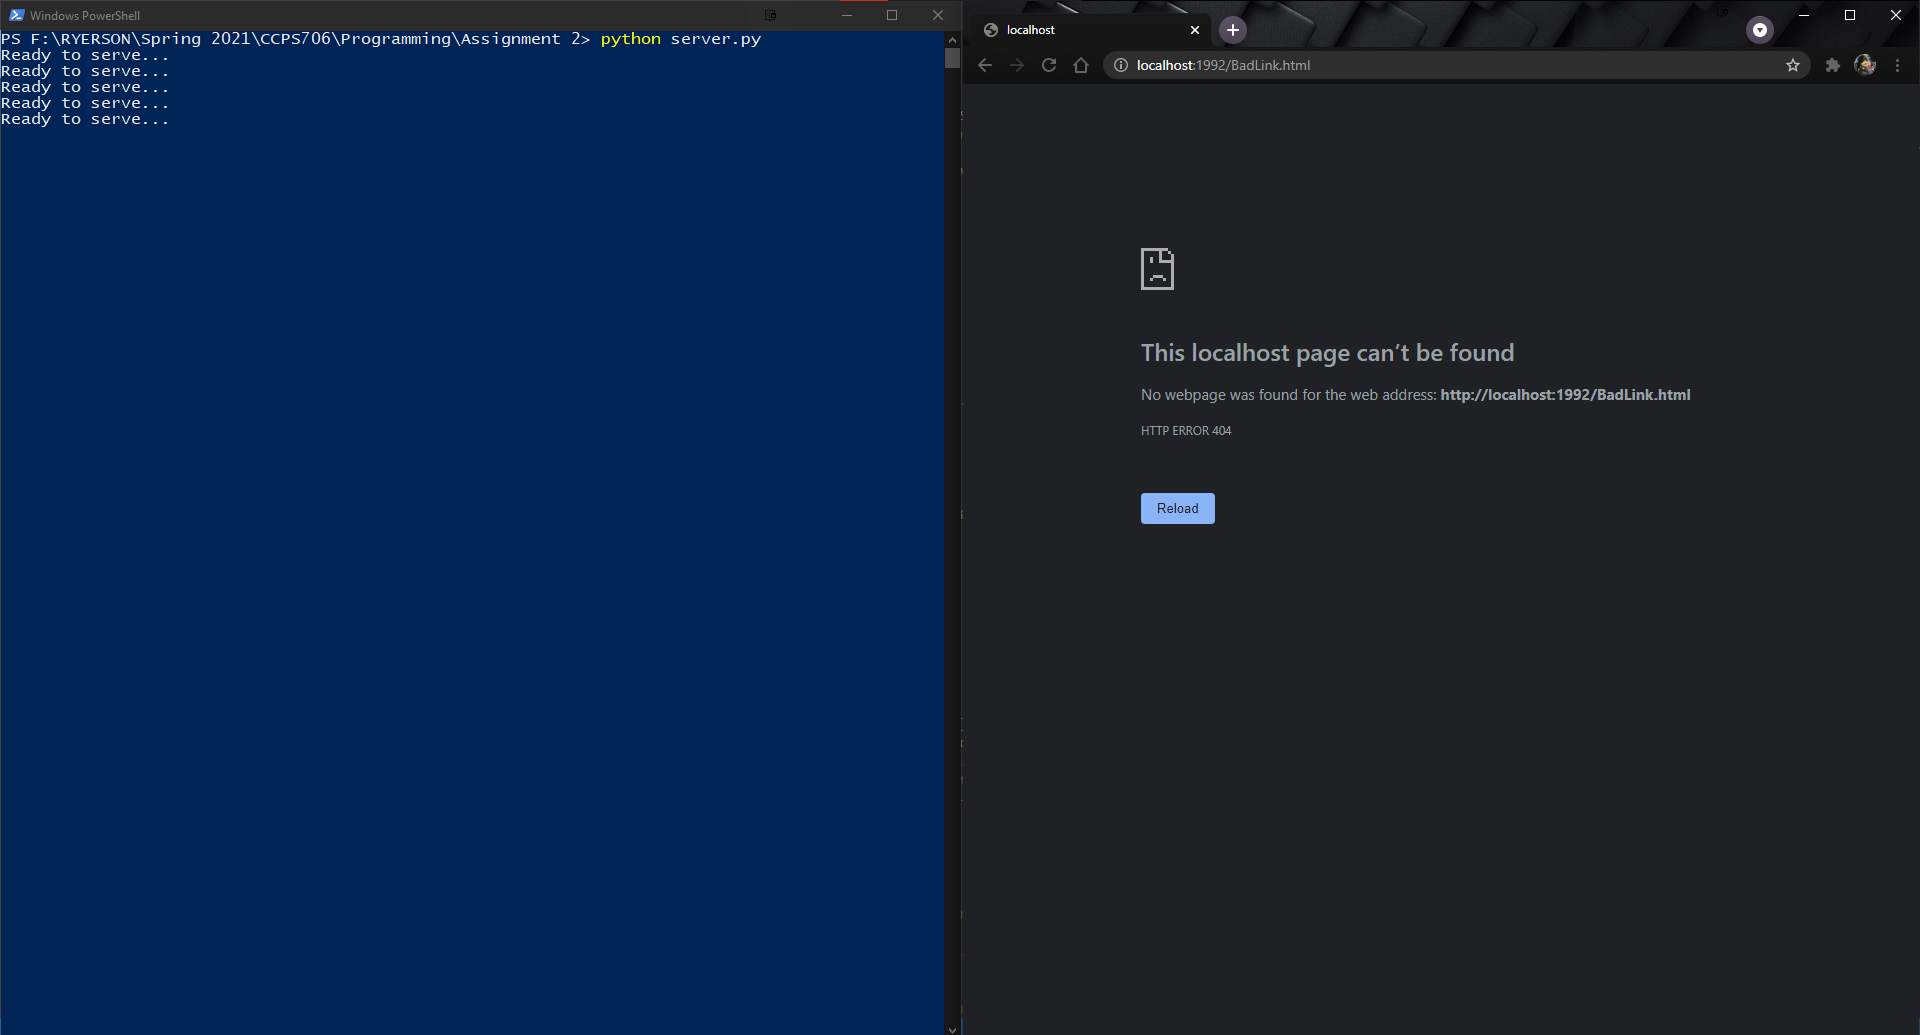 Windows PowerShell
PS F:\RYERSON\Spring 2021\CCPS706\Programming\Assignment 2> python server.py
Ready to serve...
Ready to serve...
Ready to serve...
Ready to serve...
Ready to serve...
localhost
localhost:1992/BadLink.html
This localhost page can’t be found
No webpage was found for the web address: http://localhost:1992/BadLink.html
HTTP ERROR 404
Reload